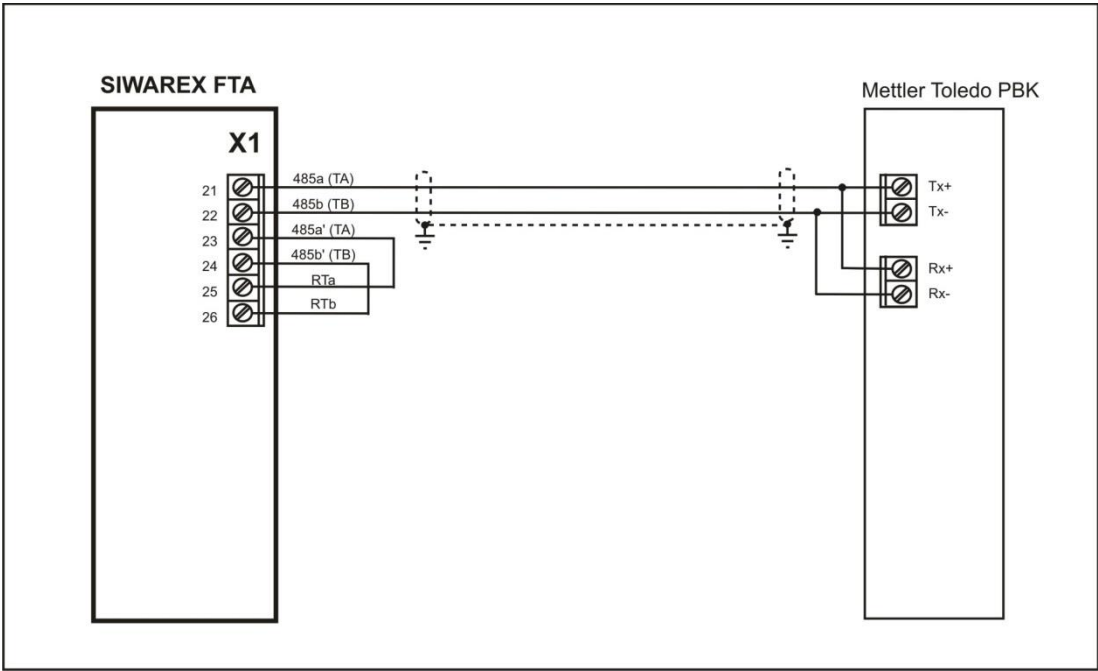 SIWAREX FTA
Mettler Toledo PBK
X1
21 485a (TA)
22 485b (TB)
23 485a' (TA)
24 485b' (TB)
25 RTa
26 RTb
Tx+
Tx-
Rx+
Rx-